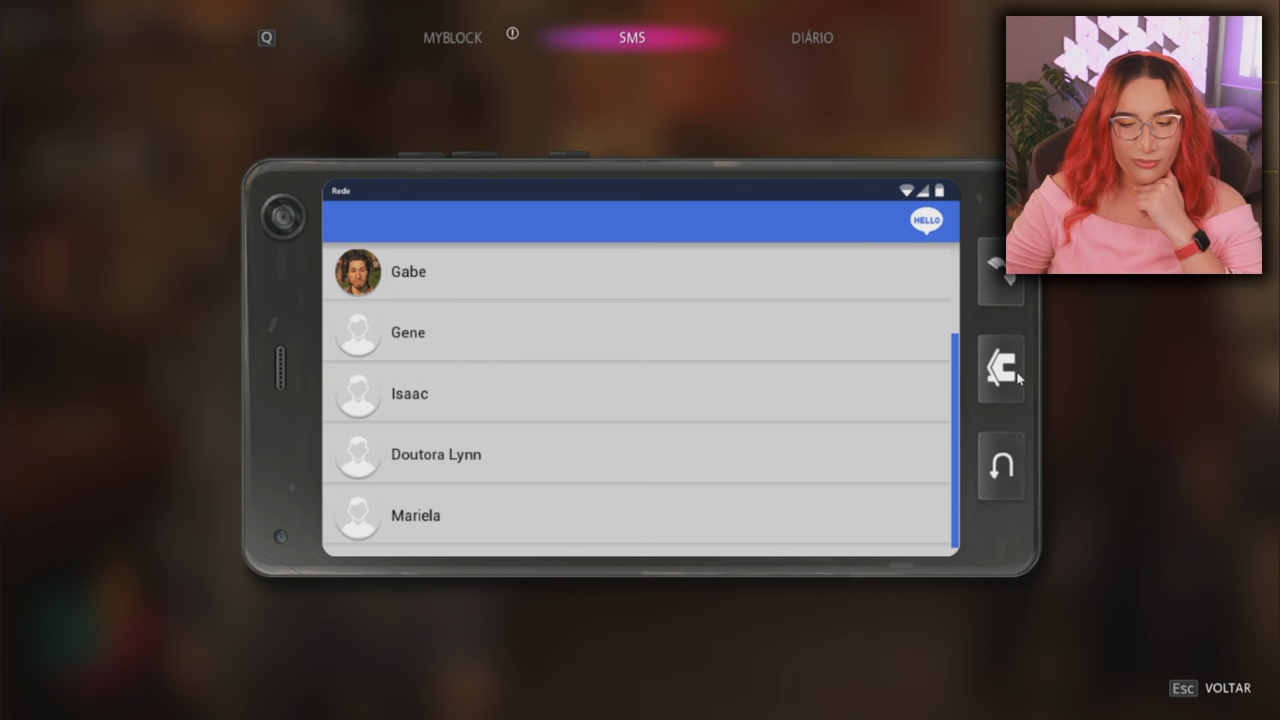 Q
MYBLOCK
SMS
DIÁRIO
Rede
HELLO
Gabe
Gene
Isaac
Doutora Lynn
Mariela
Esc VOLTAR